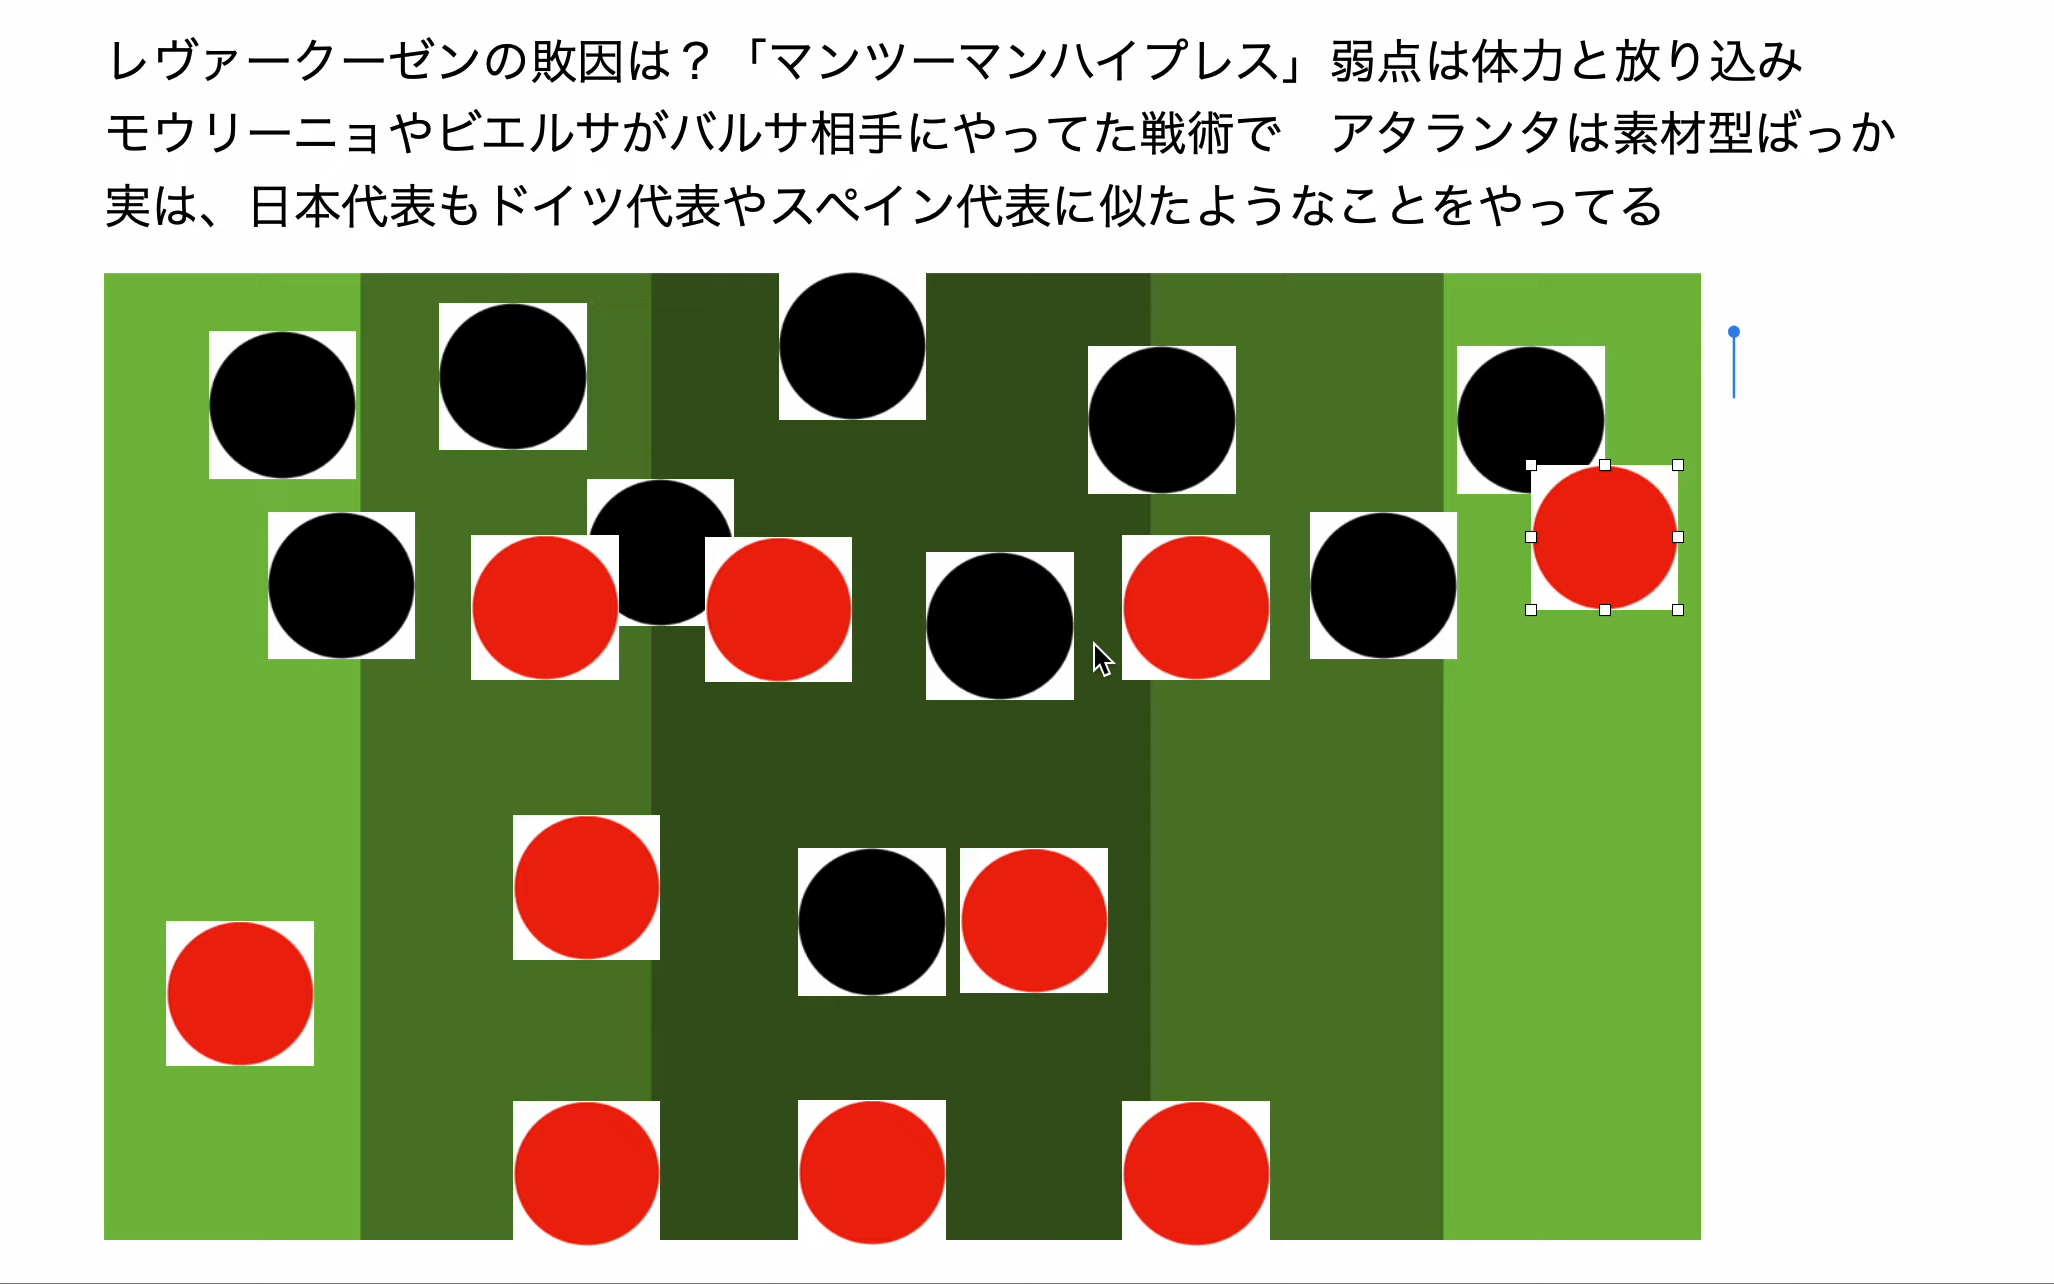 レヴァークーゼンの敗因は？「マンツーマンハイプレス」弱点は体力と放り込み
モウリーニョやビエルサがバルサ相手にやってた戦術で　アタランタは素材型ばっか
実は、日本代表もドイツ代表やスペイン代表に似たようなことをやってる